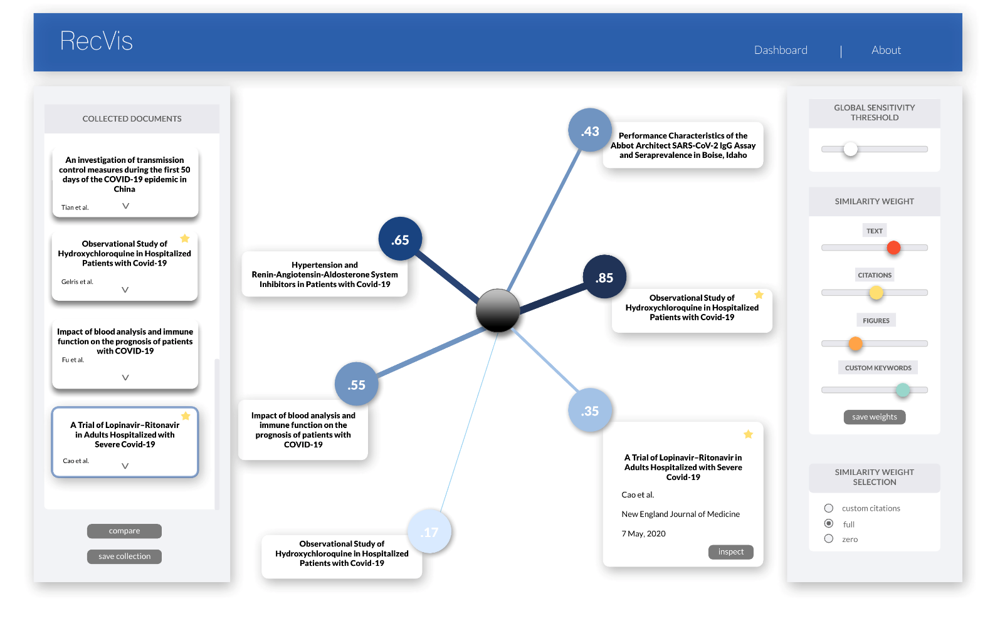 RecVis
Dashboard | About
COLLECTED DOCUMENTS
An investigation of transmission
control measures during the first 50
days of the COVID-19 epidemic in
China
Tian et al.
Observational Study of
Hydroxychloroquine in Hospitalized
Patients with Covid-19
Gelris et al.
Impact of blood analysis and immune
function on the prognosis of patients
with COVID-19
Fu et al.
A Trial of Lopinavir–Ritonavir
in Adults Hospitalized with
Severe Covid-19
Cao et al.
compare
save collection
.43
Performance Characteristics of the
Abbot Architect SARS-CoV-2 IgG Assay
and Seraprevalence in Boise, Idaho
.65
Hypertension and
Renin-Angiotensin-Aldosterone System
Inhibitors in Patients with Covid-19
.85
Observational Study of
Hydroxychloroquine in Hospitalized
Patients with Covid-19
.55
Impact of blood analysis and
immune function on the
prognosis of patients with
COVID-19
.35
A Trial of Lopinavir–Ritonavir in
Adults Hospitalized with Severe
Covid-19
Cao et al.
New England Journal of Medicine
7 May, 2020
inspect
.17
Observational Study of
Hydroxychloroquine in Hospitalized
Patients with Covid-19
GLOBAL SENSITIVITY
THRESHOLD
SIMILARITY WEIGHT
TEXT
CITATIONS
FIGURES
CUSTOM KEYWORDS
save weights
SIMILARITY WEIGHT
SELECTION
custom citations
full
zero